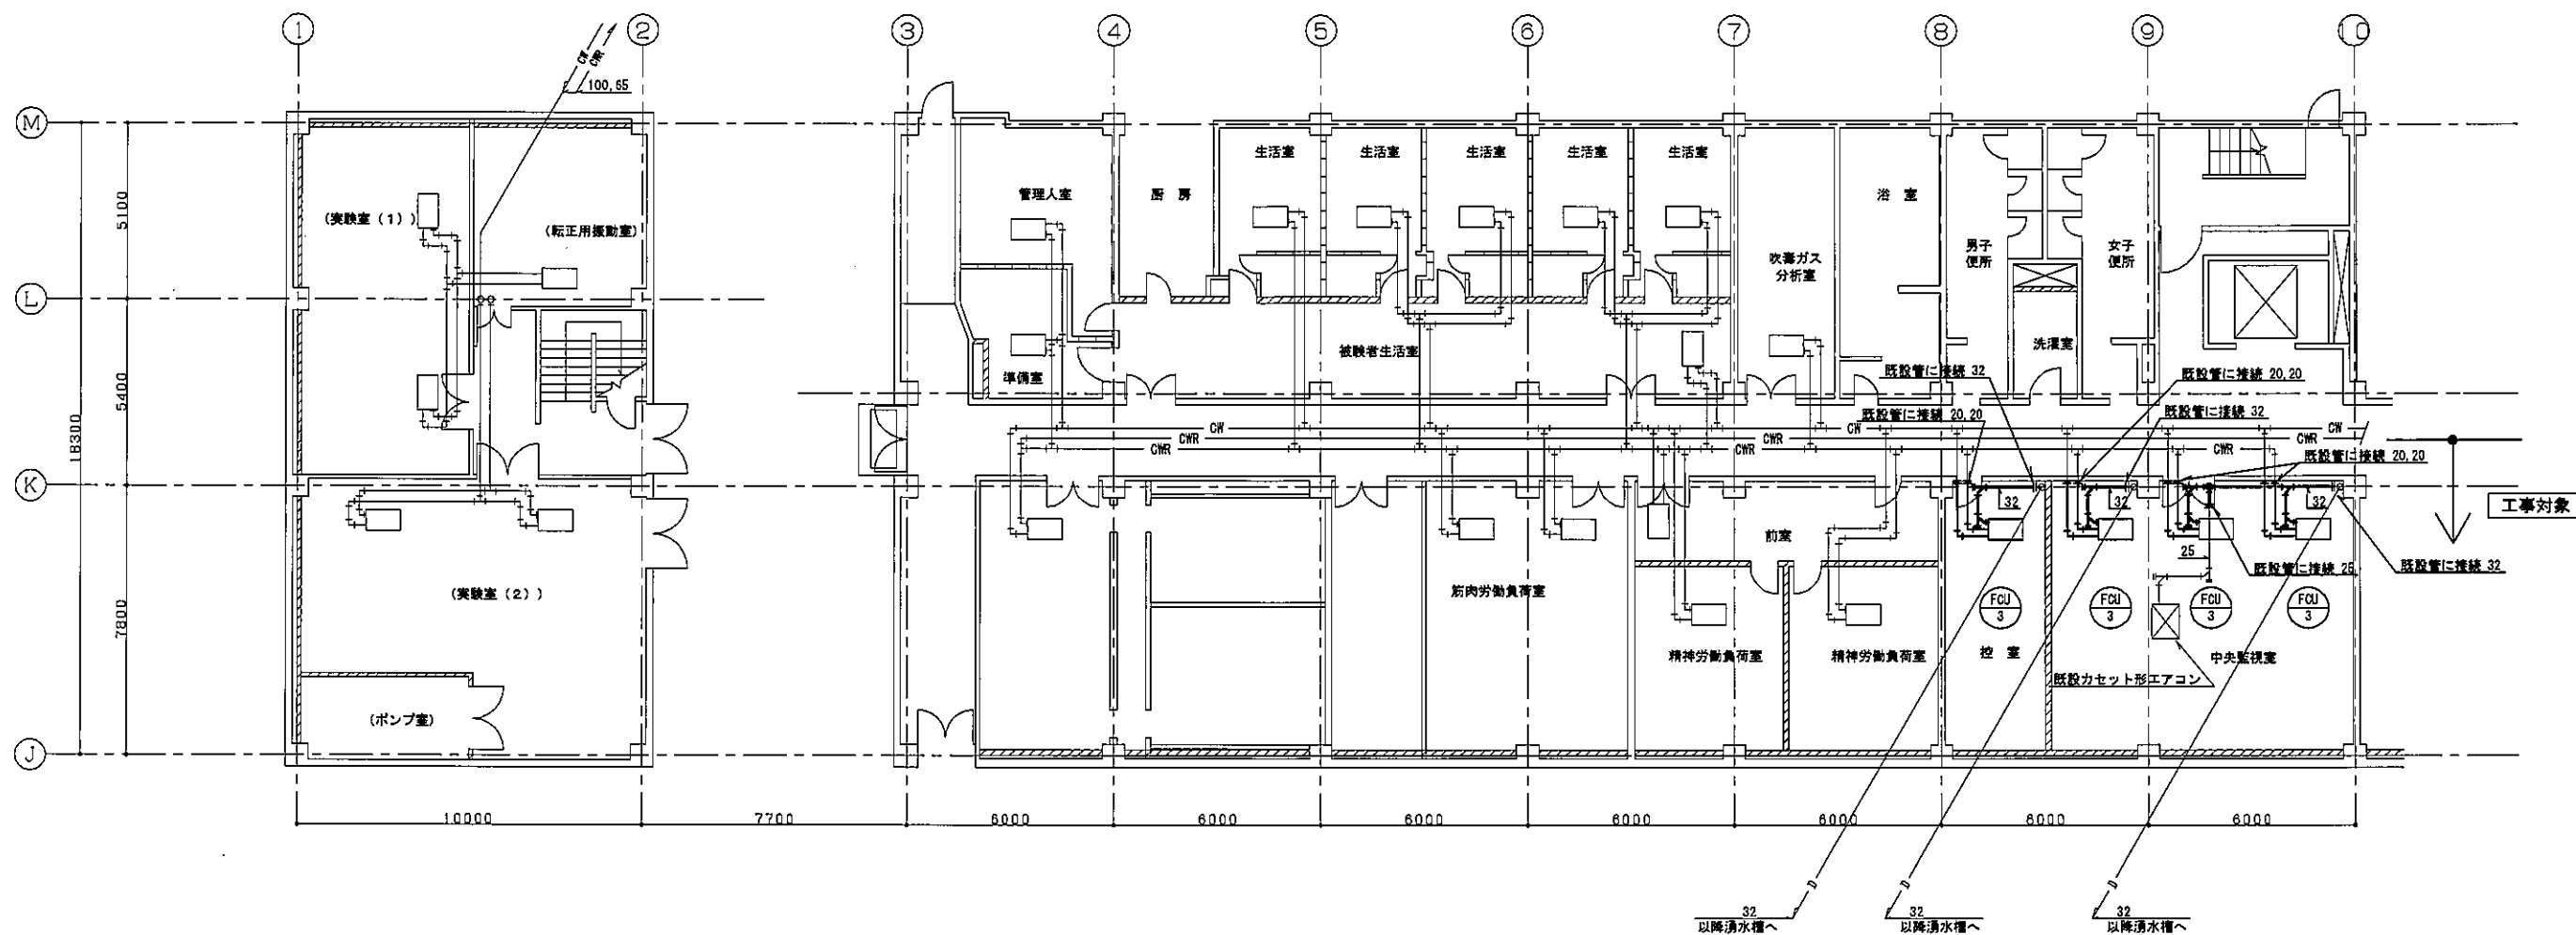 1
2
3
4
5
6
7
8
9
10
CW
CWR
100,65
M
L
K
J
5100
5400
7800
18300
(実験室（1）)
(転正用振動室)
管理人室
厨 房
生活室
生活室
生活室
生活室
生活室
吹毒ガス
分析室
浴 室
男子
便所
女子
便所
洗濯室
準備室
被験者生活室
既設管に接続 32
既設管に接続 20,20
既設管に接続 20,20
既設管に接続 32
CW
CW
CW
CWR
CWR
CWR
CWR
CWR
既設管に接続 20,20
工事対象
32
32
32
25
既設管に接続 25
既設管に接続 32
前室
(実験室（2）)
筋肉労働負荷室
FCU
3
FCU
3
FCU
3
FCU
3
精神労働負荷室
精神労働負荷室
控 室
中央監視室
既設カセット形エアコン
(ポンプ室)
10000
7700
6000
6000
6000
6000
6000
6000
6000
D
D
D
32
以降湧水槽へ
32
以降湧水槽へ
32
以降湧水槽へ